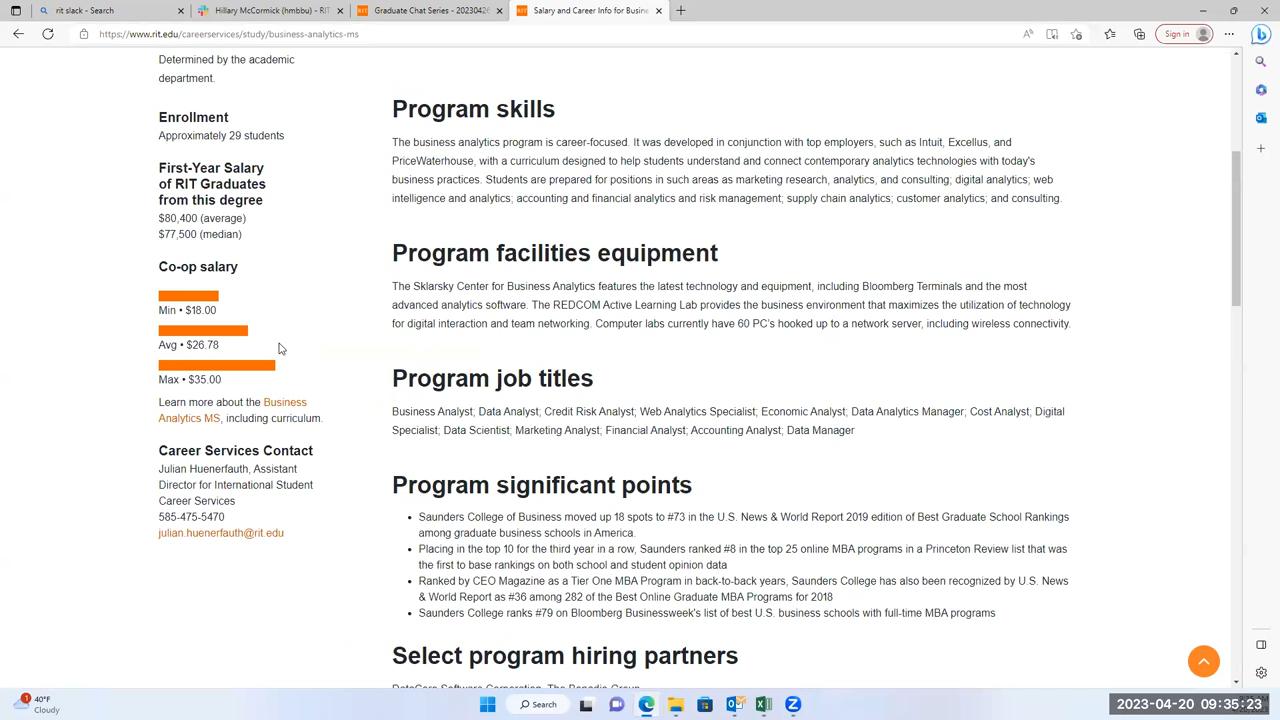 rit slack - Search
Hillary McCormick (hmbbu) - RIT
Graduate Chat Series - 20230426
Salary and Career Info for Busine
https://www.rit.edu/careerservices/study/business-analytics-ms
Sign in
Determined by the academic
department.
Enrollment
Approximately 29 students
First-Year Salary
of RIT Graduates
from this degree
$80,400 (average)
$77,500 (median)
Co-op salary
Min • $18.00
Avg • $26.78
Max • $35.00
Learn more about the Business
Analytics MS, including curriculum.
Career Services Contact
Julian Huenerfauth, Assistant
Director for International Student
Career Services
585-475-5470
julian.huenerfauth@rit.edu
Program skills
The business analytics program is career-focused. It was developed in conjunction with top employers, such as Intuit, Excellus, and
PriceWaterhouse, with a curriculum designed to help students understand and connect contemporary analytics technologies with today's
business practices. Students are prepared for positions in such areas as marketing research, analytics, and consulting; digital analytics; web
intelligence and analytics; accounting and financial analytics and risk management; supply chain analytics; customer analytics; and consulting.
Program facilities equipment
The Sklarsky Center for Business Analytics features the latest technology and equipment, including Bloomberg Terminals and the most
advanced analytics software. The REDCOM Active Learning Lab provides the business environment that maximizes the utilization of technology
for digital interaction and team networking. Computer labs currently have 60 PC's hooked up to a network server, including wireless connectivity.
Program job titles
Business Analyst; Data Analyst; Credit Risk Analyst; Web Analytics Specialist; Economic Analyst; Data Analytics Manager; Cost Analyst; Digital
Specialist; Data Scientist; Marketing Analyst; Financial Analyst; Accounting Analyst; Data Manager
Program significant points
• Saunders College of Business moved up 18 spots to #73 in the U.S. News & World Report 2019 edition of Best Graduate School Rankings
among graduate business schools in America.
• Placing in the top 10 for the third year in a row, Saunders ranked #8 in the top 25 online MBA programs in a Princeton Review list that was
the first to base rankings on both school and student opinion data
• Ranked by CEO Magazine as a Tier One MBA Program in back-to-back years, Saunders College has also been recognized by U.S. News
& World Report as #36 among 282 of the Best Online Graduate MBA Programs for 2018
• Saunders College ranks #79 on Bloomberg Businessweek's list of best U.S. business schools with full-time MBA programs
Select program hiring partners
1
40°F
Cloudy
Search
2023-04-20 09:35:23